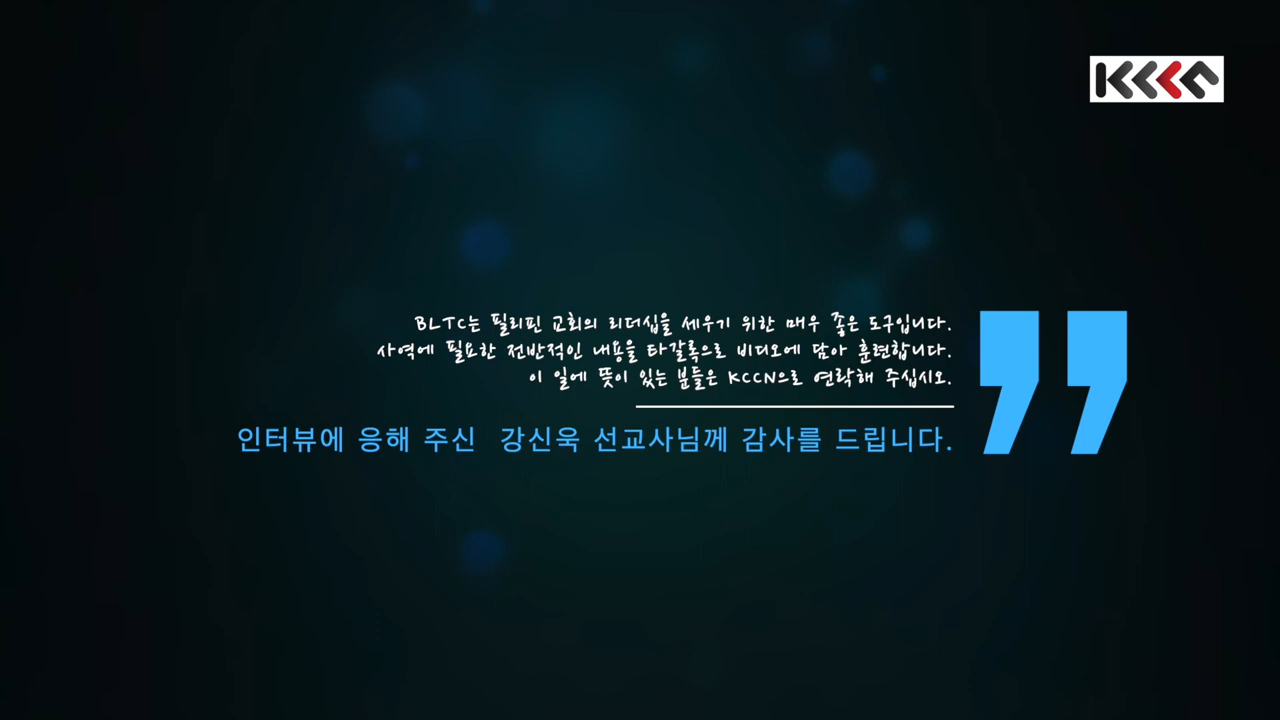 KCCN
BLTC는 필리핀 교회의 리더십을 세우기 위한 매우 좋은 도구입니다.
사역에 필요한 전반적인 내용을 타갈록으로 비디오에 담아 훈련합니다.
이 일에 뜻이 있는 분들은 KCCN으로 연락해 주십시오.
인터뷰에 응해 주신 강신욱 선교사님께 감사를 드립니다.